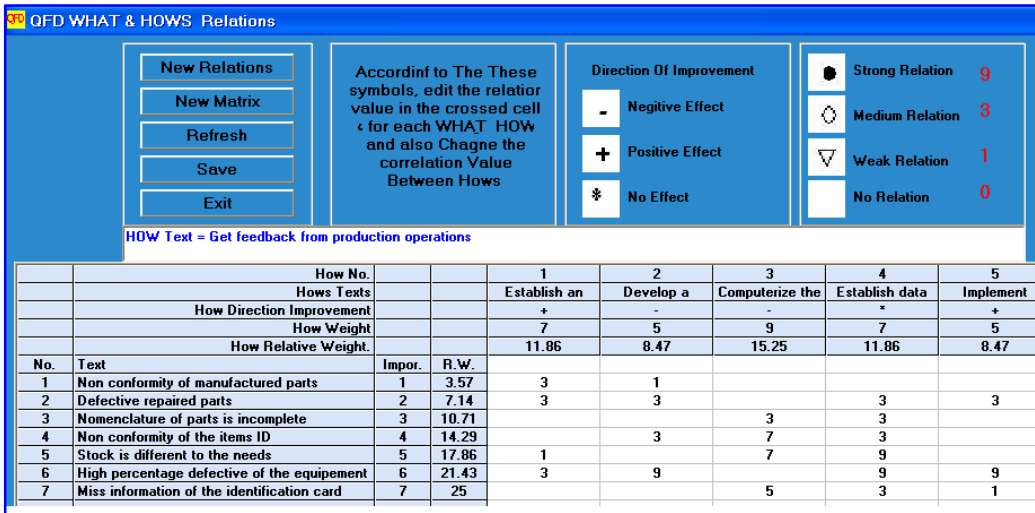 QFD QFD WHAT & HOWS Relations
New Relations
New Matrix
Refresh
Save
Exit
Accordinf to The These
symbols, edit the relatior
value in the crossed cell
for each WHAT HOW
and also Chagne the
correlation Value
Between Hows
Direction Of Improvement
- Negitive Effect
+ Positive Effect
* No Effect
Strong Relation 9
Medium Relation 3
Weak Relation 1
No Relation 0
HOW Text = Get feedback from production operations
How No. 1 2 3 4 5
Hows Texts Establish an Develop a Computerize the Establish data Implement
How Direction Improvement + - - * +
How Weight 7 5 9 7 5
How Relative Weight. 11.86 8.47 15.25 11.86 8.47
No. Text Impor. R.W.
1 Non conformity of manufactured parts 1 3.57 3 1
2 Defective repaired parts 2 7.14 3 3 3 3
3 Nomenclature of parts is incomplete 3 10.71 3 3
4 Non conformity of the items ID 4 14.29 3 7 3
5 Stock is different to the needs 5 17.86 1 7 9
6 High percentage defective of the equipement 6 21.43 3 9 9 9
7 Miss information of the identification card 7 25 5 3 1